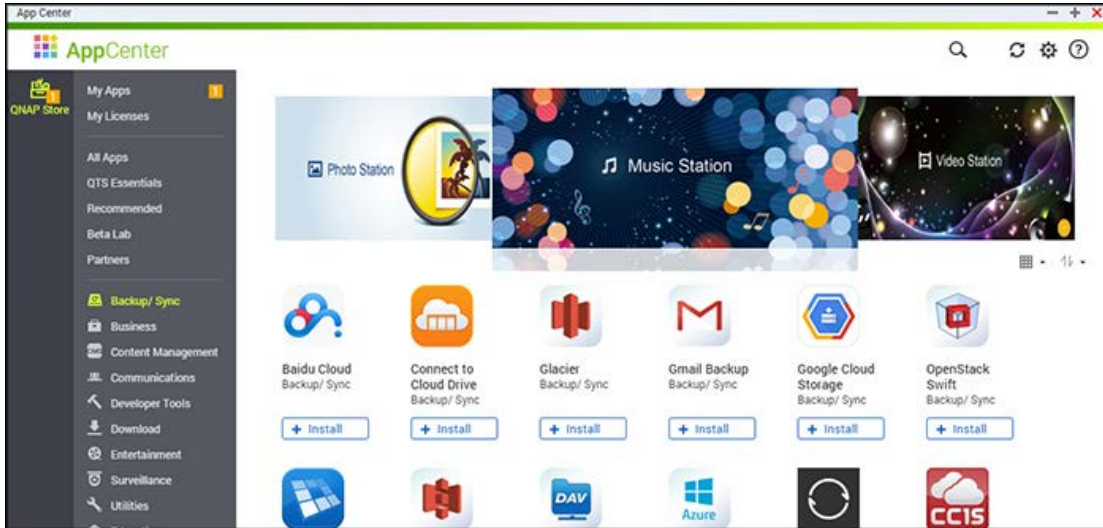 App Center
AppCenter
QNAP Store
1
My Apps
1
My Licenses
All Apps
QTS Essentials
Recommended
Beta Lab
Partners
Backup/ Sync
Business
Content Management
Communications
Developer Tools
Download
Entertainment
Surveillance
Utilities
Photo Station
Music Station
Video Station
Baidu Cloud
Backup/ Sync
+ Install
Connect to
Cloud Drive
Backup/ Sync
+ Install
Glacier
Backup/ Sync
+ Install
Gmail Backup
Backup/ Sync
+ Install
Google Cloud
Storage
Backup/ Sync
+ Install
OpenStack
Swift
Backup/ Sync
+ Install
DAV
Azure
CC1S